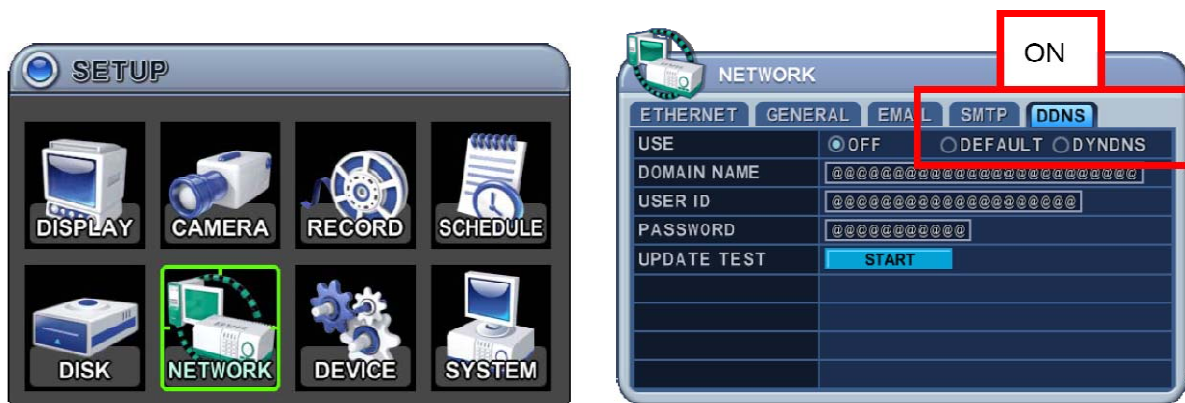 SETUP
DISPLAY CAMERA RECORD SCHEDULE
DISK NETWORK DEVICE SYSTEM
ON
NETWORK
ETHERNET GENERAL EMAIL SMTP DDNS
USE OFF DEFAULT DYNDNS
DOMAIN NAME @@@@@@@@@@@@@@@@@@@@@@@@@
USER ID @@@@@@@@@@@@@@@@@@@@
PASSWORD @@@@@@@@@@@
UPDATE TEST START